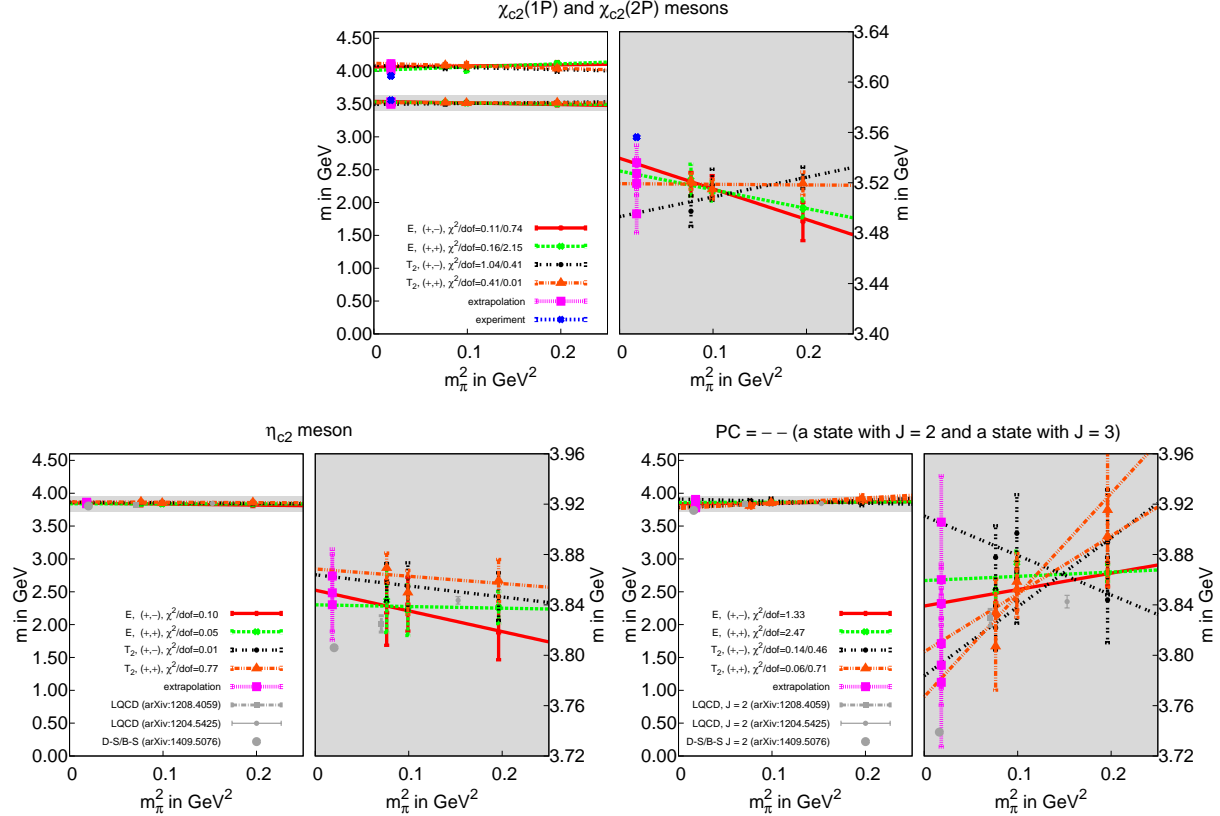 χc2(1P) and χc2(2P) mesons
m in GeV
4.50
4.00
3.50
3.00
2.50
2.00
1.50
1.00
0.50
0.00
E, (+,−), χ²/dof=0.11/0.74
E, (+,+), χ²/dof=0.16/2.15
T₂, (+,−), χ²/dof=1.04/0.41
T₂, (+,+), χ²/dof=0.41/0.01
extrapolation
experiment
0 0.1 0.2
mπ² in GeV²
3.64
3.60
3.56
3.52
3.48
3.44
3.40
m in GeV
0 0.1 0.2
mπ² in GeV²
ηc2 meson
m in GeV
4.50
4.00
3.50
3.00
2.50
2.00
1.50
1.00
0.50
0.00
E, (+,−), χ²/dof=0.10
E, (+,+), χ²/dof=0.05
T₂, (+,−), χ²/dof=0.01
T₂, (+,+), χ²/dof=0.77
extrapolation
LQCD (arXiv:1208.4059)
LQCD (arXiv:1204.5425)
D-S/B-S (arXiv:1409.5076)
0 0.1 0.2
mπ² in GeV²
3.96
3.92
3.88
3.84
3.80
3.76
3.72
m in GeV
0 0.1 0.2
mπ² in GeV²
PC = − − (a state with J = 2 and a state with J = 3)
m in GeV
4.50
4.00
3.50
3.00
2.50
2.00
1.50
1.00
0.50
0.00
E, (+,−), χ²/dof=1.33
E, (+,+), χ²/dof=2.47
T₂, (+,−), χ²/dof=0.14/0.46
T₂, (+,+), χ²/dof=0.06/0.71
extrapolation
LQCD, J = 2 (arXiv:1208.4059)
LQCD, J = 2 (arXiv:1204.5425)
D-S/B-S J = 2 (arXiv:1409.5076)
0 0.1 0.2
mπ² in GeV²
3.96
3.92
3.88
3.84
3.80
3.76
3.72
m in GeV
0 0.1 0.2
mπ² in GeV²